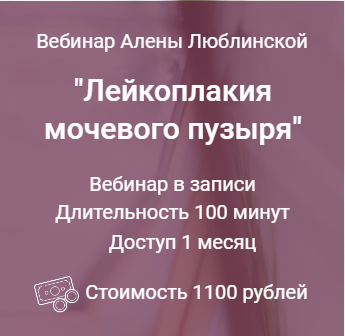 Вебинар Алены Люблинской
"Лейкоплакия
мочевого пузыря"
Вебинар в записи
Длительность 100 минут
Доступ 1 месяц
Стоимость 1100 рублей